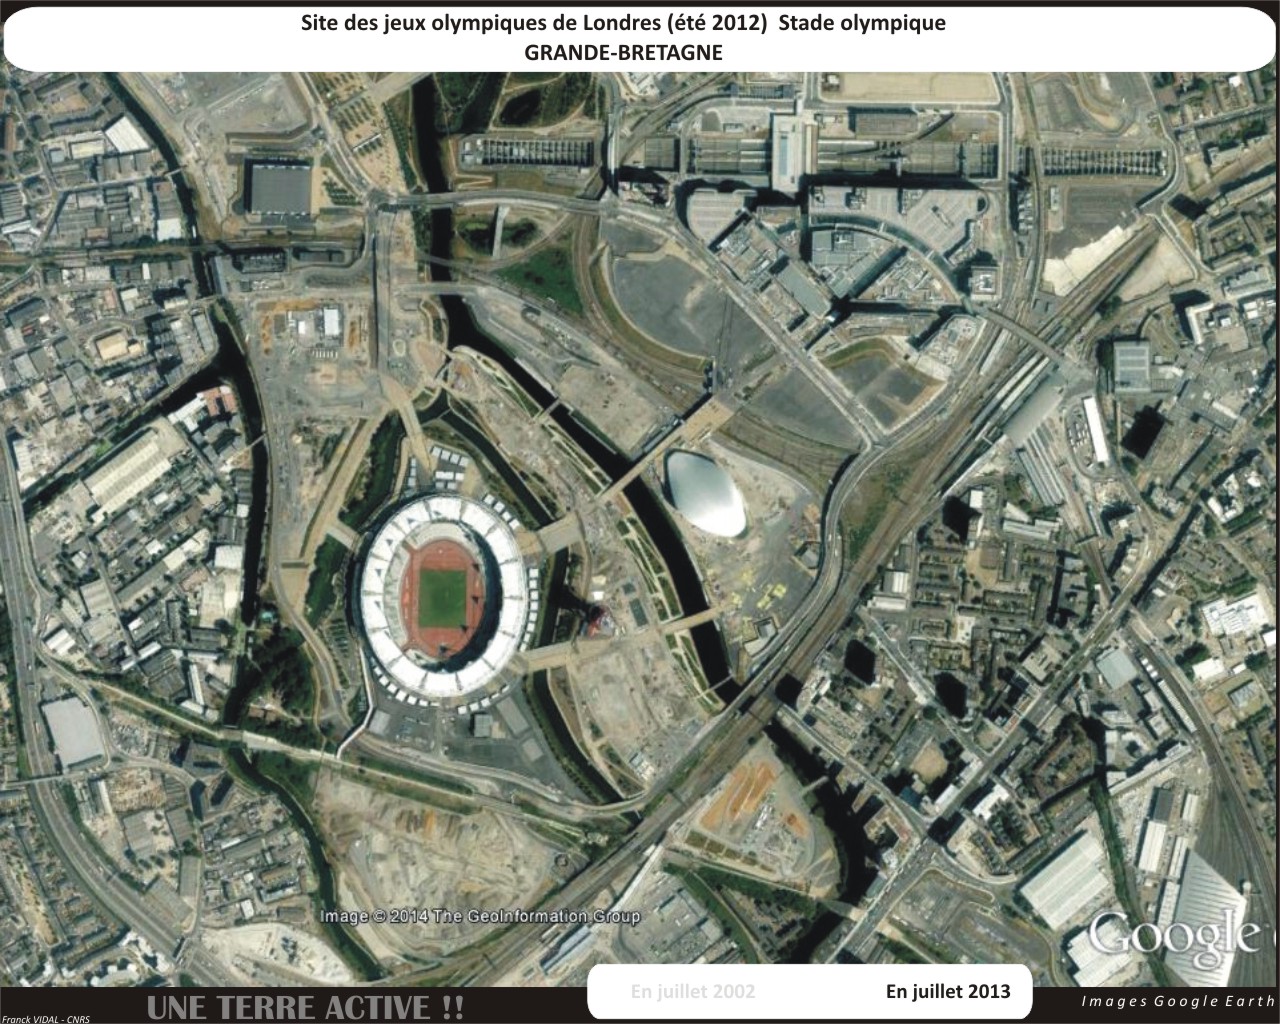 Site des jeux olympiques de Londres (été 2012)  Stade olympique
GRANDE-BRETAGNE
Image © 2014 The GeoInformation Group
Google
En juillet 2002
En juillet 2013
UNE TERRE ACTIVE !!
Images Google Earth
Franck VIDAL - CNRS